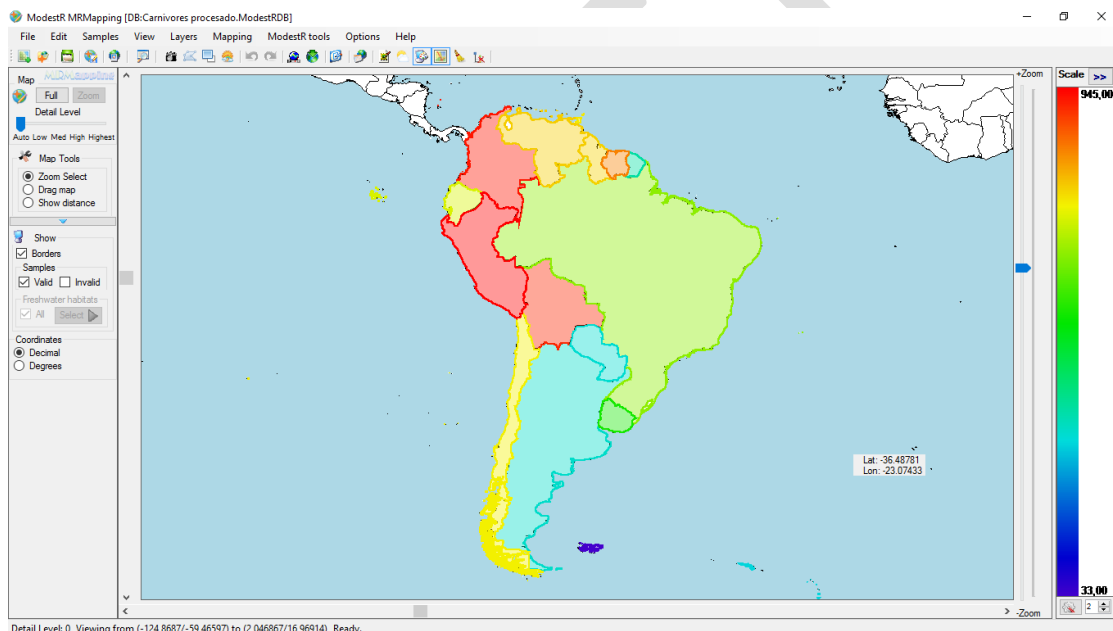 ModestR MRMapping [DB:Carnivores procesado.ModestRDB]
File Edit Samples View Layers Mapping ModestR tools Options Help
Map MRMapping
Full Zoom
Detail Level
Auto Low Med High Highest
Map Tools
Zoom Select
Drag map
Show distance
Show
Borders
Samples
Valid Invalid
Freshwater habitats
All Select
Coordinates
Decimal
Degrees
+Zoom
Lat: -36.48781
Lon: -23.07433
-Zoom
Scale >>
945,00
33,00
2
Detail Level: 0 Viewing from (-124.8687/-59.46597) to (2.046867/16.96914) Ready.